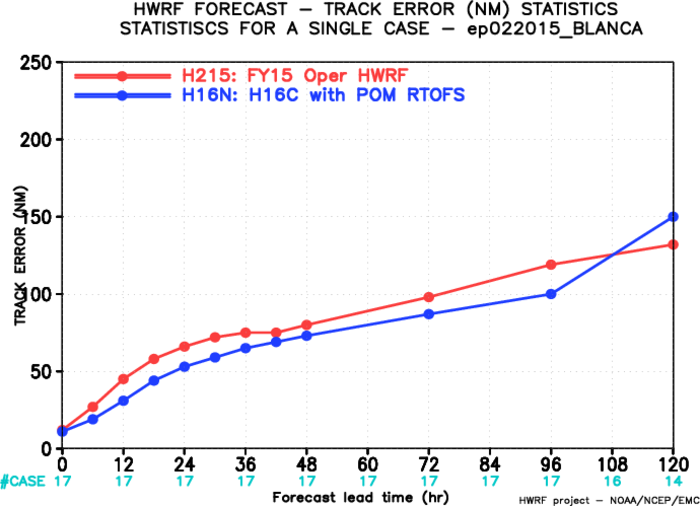 HWRF FORECAST – TRACK ERROR (NM) STATISTICS
STATISTISCS FOR A SINGLE CASE – ep022015_BLANCA
H215: FY15 Oper HWRF
H16N: H16C with POM RTOFS
250
200
150
100
50
0
TRACK ERROR (NM)
0 12 24 36 48 60 72 84 96 108 120
#CASE 17 17 17 17 17 17 17 17 17 16 14
Forecast lead time (hr)
HWRF project – NOAA/NCEP/EMC